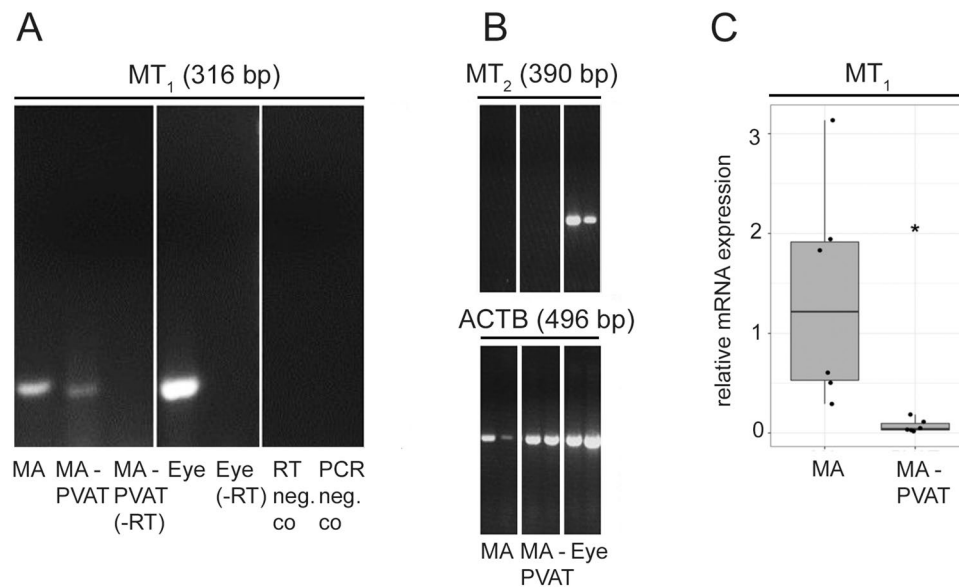 A
MT₁ (316 bp)
MA
MA -
PVAT
MA -
PVAT
(-RT)
Eye
Eye
(-RT)
RT
neg.
co
PCR
neg.
co
B
MT₂ (390 bp)
ACTB (496 bp)
MA
MA -
PVAT
Eye
C
MT₁
relative mRNA expression
3
2
1
0
*
MA
MA -
PVAT